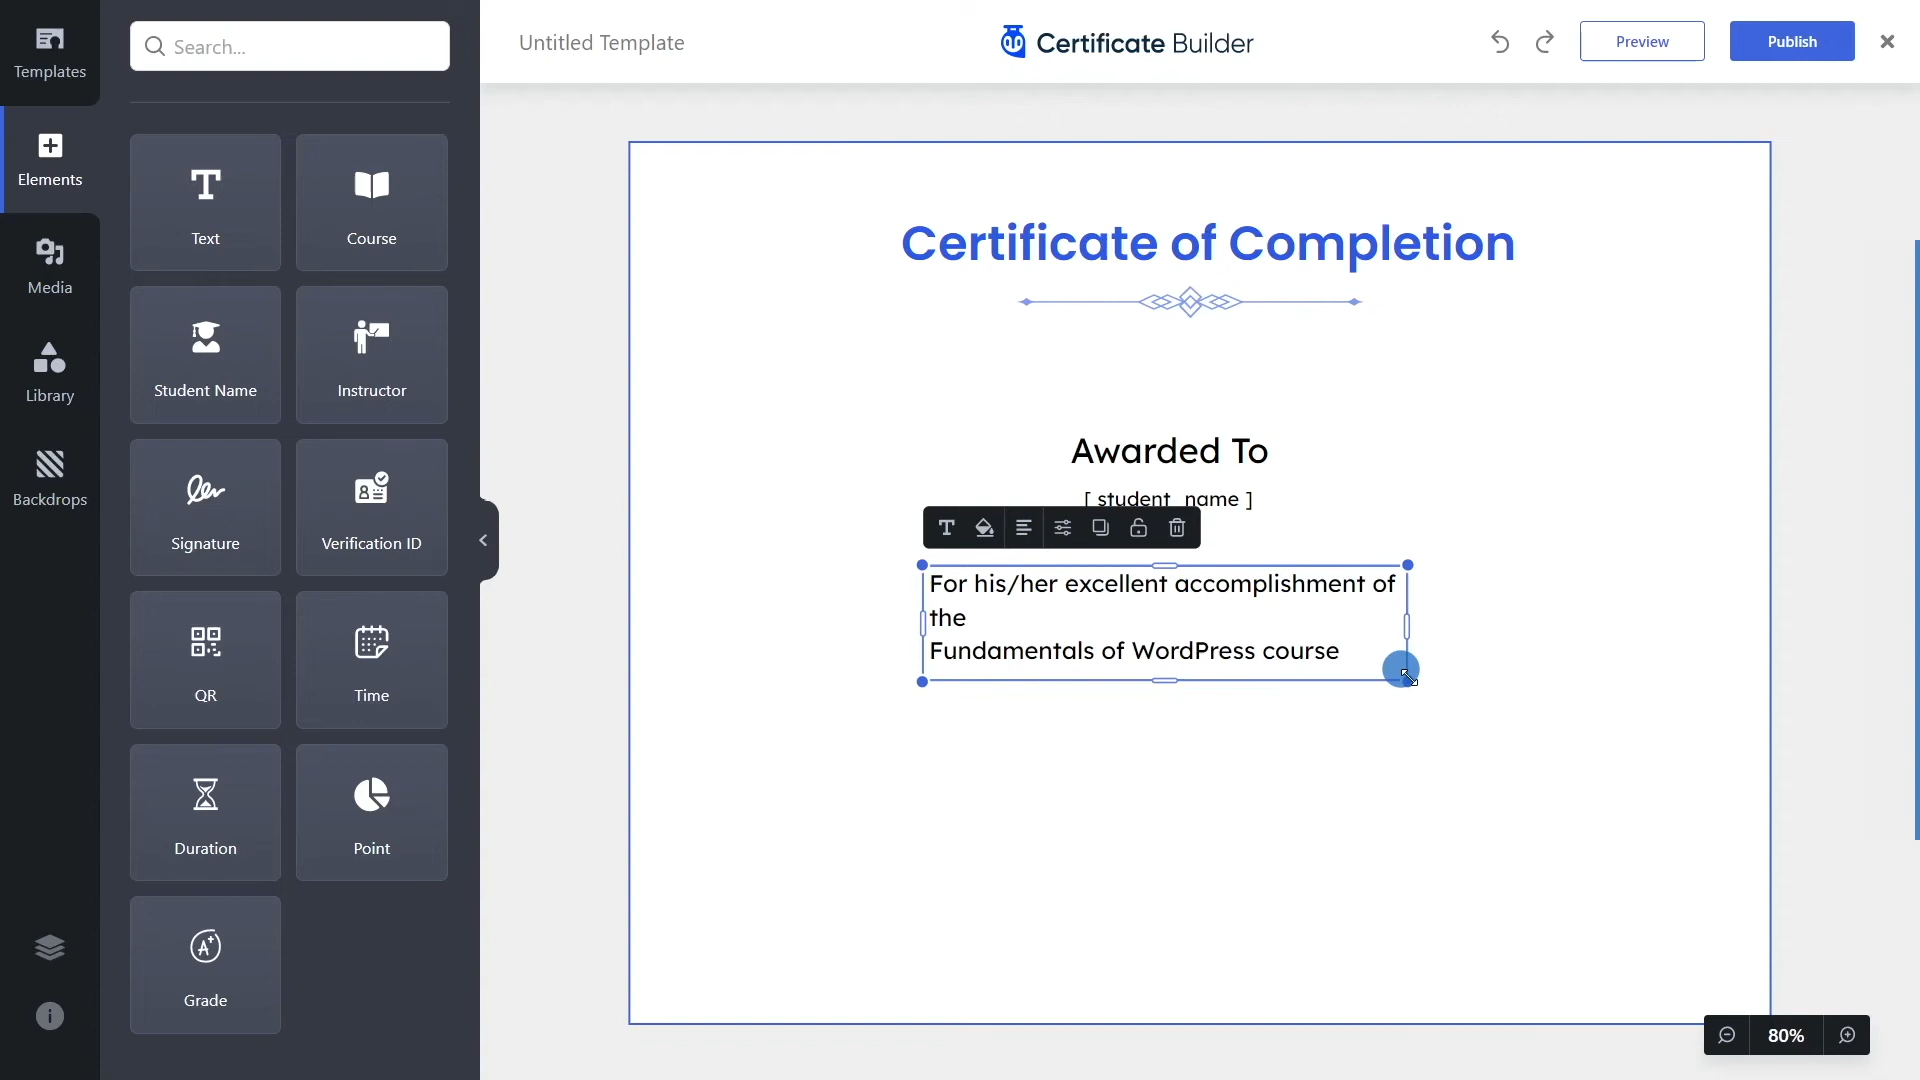 Templates
Elements
Media
Library
Backdrops
Search...
Text
Course
Student Name
Instructor
Signature
Verification ID
QR
Time
Duration
Point
Grade
Untitled Template
Certificate Builder
Preview
Publish
Certificate of Completion
Awarded To
[ student_name ]
For his/her excellent accomplishment of
the
Fundamentals of WordPress course
80%